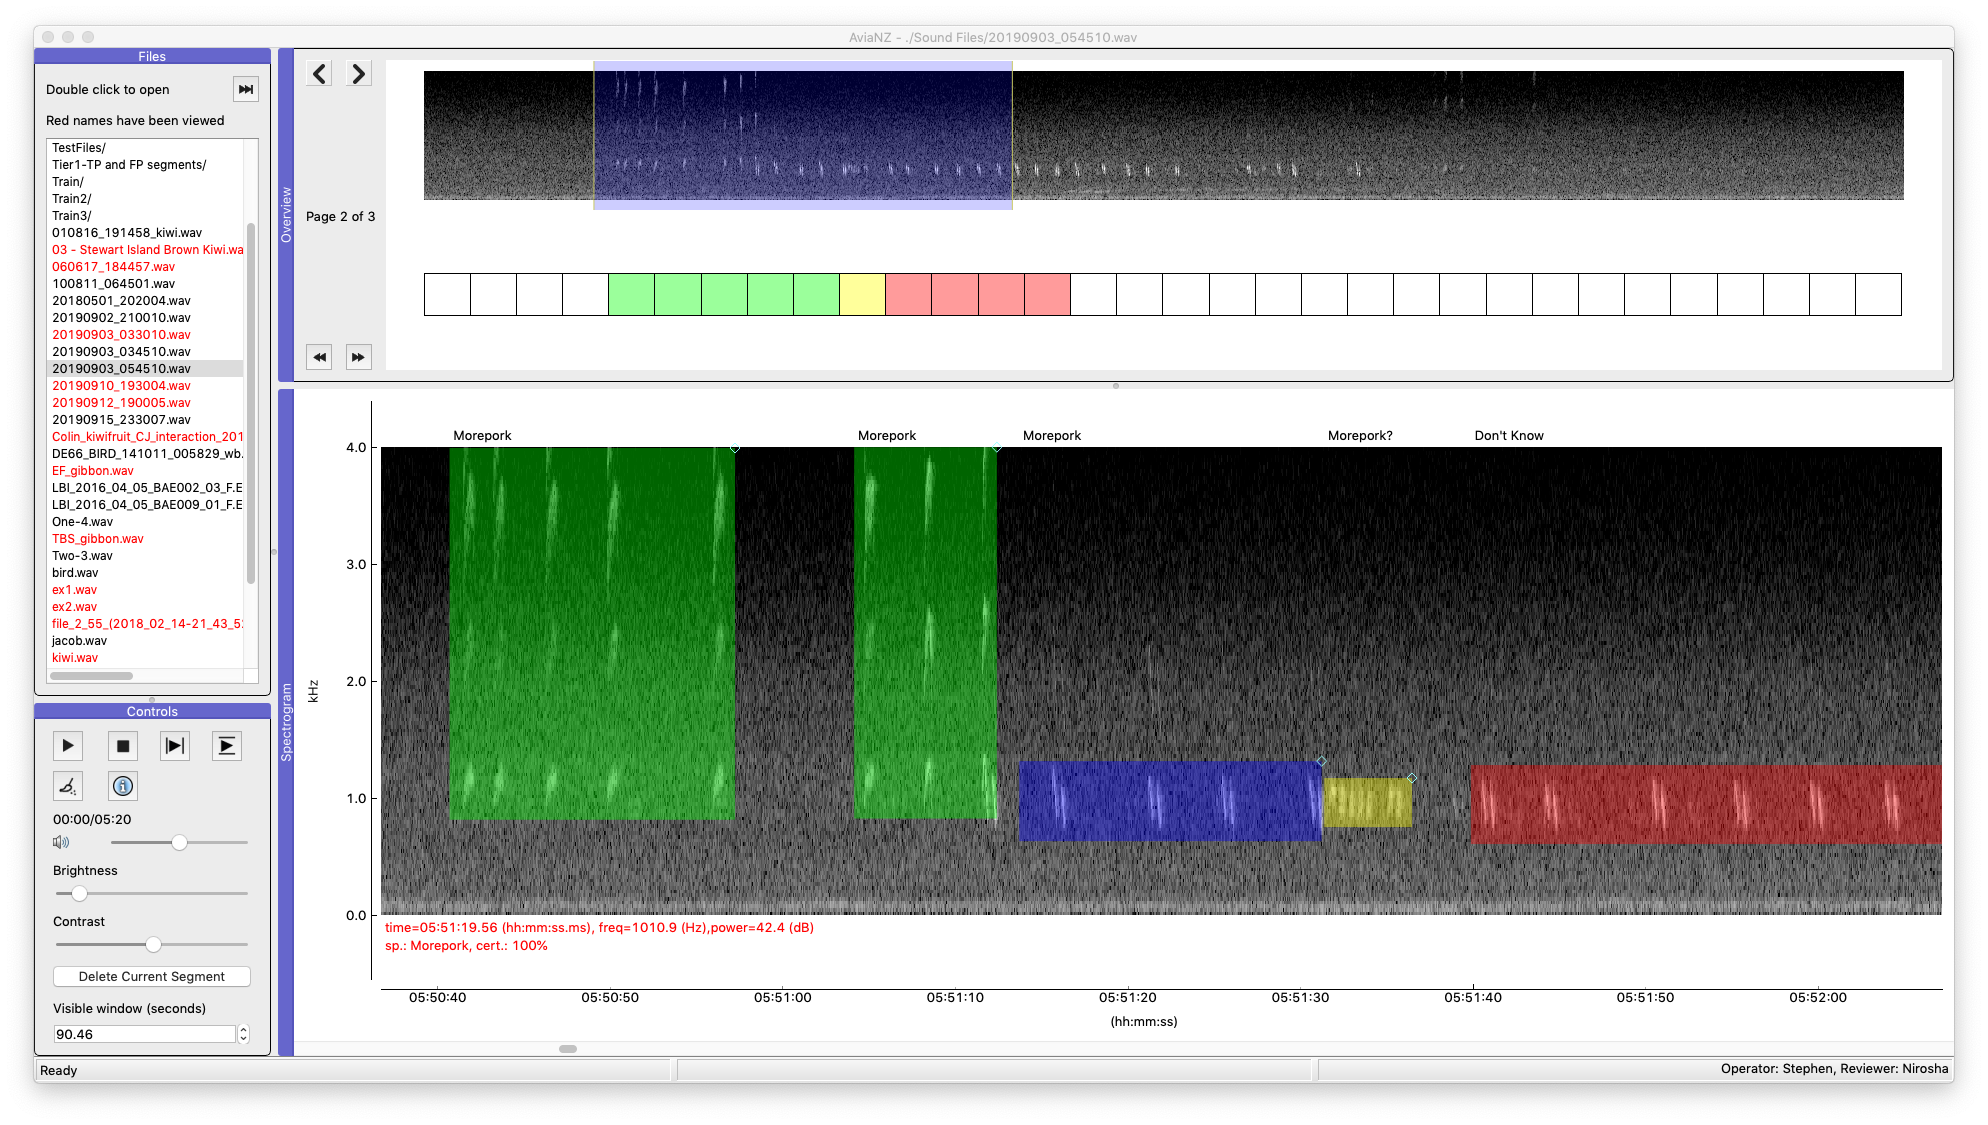 AviaNZ - ./Sound Files/20190903_054510.wav
Files
Double click to open
Red names have been viewed
TestFiles/
Tier1-TP and FP segments/
Train/
Train2/
Train3/
010816_191458_kiwi.wav
03 - Stewart Island Brown Kiwi.wa
060617_184457.wav
100811_064501.wav
20180501_202004.wav
20190902_210010.wav
20190903_033010.wav
20190903_034510.wav
20190903_054510.wav
20190910_193004.wav
20190912_190005.wav
20190915_233007.wav
Colin_kiwifruit_CJ_interaction_201
DE66_BIRD_141011_005829_wb.
EF_gibbon.wav
LBI_2016_04_05_BAE002_03_F.E
LBI_2016_04_05_BAE009_01_F.E
One-4.wav
TBS_gibbon.wav
Two-3.wav
bird.wav
ex1.wav
ex2.wav
file_2_55_(2018_02_14-21_43_5
jacob.wav
kiwi.wav
Controls
00:00/05:20
Brightness
Contrast
Delete Current Segment
Visible window (seconds)
90.46
Overview
Page 2 of 3
Spectrogram
Morepork
Morepork
Morepork
Morepork?
Don't Know
4.0
3.0
2.0
1.0
0.0
kHz
time=05:51:19.56 (hh:mm:ss.ms), freq=1010.9 (Hz),power=42.4 (dB)
sp.: Morepork, cert.: 100%
05:50:40
05:50:50
05:51:00
05:51:10
05:51:20
05:51:30
05:51:40
05:51:50
05:52:00
(hh:mm:ss)
Ready
Operator: Stephen, Reviewer: Nirosha